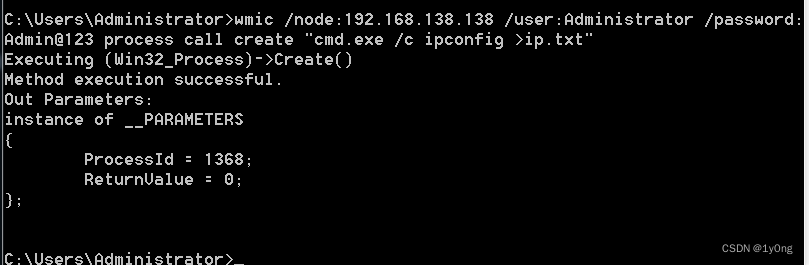 C:\Users\Administrator>wmic /node:192.168.138.138 /user:Administrator /password:
Admin@123 process call create "cmd.exe /c ipconfig >ip.txt"
Executing (Win32_Process)->Create()
Method execution successful.
Out Parameters:
instance of __PARAMETERS
{
        ProcessId = 1368;
        ReturnValue = 0;
};
C:\Users\Administrator>_
CSDN @1y0ng